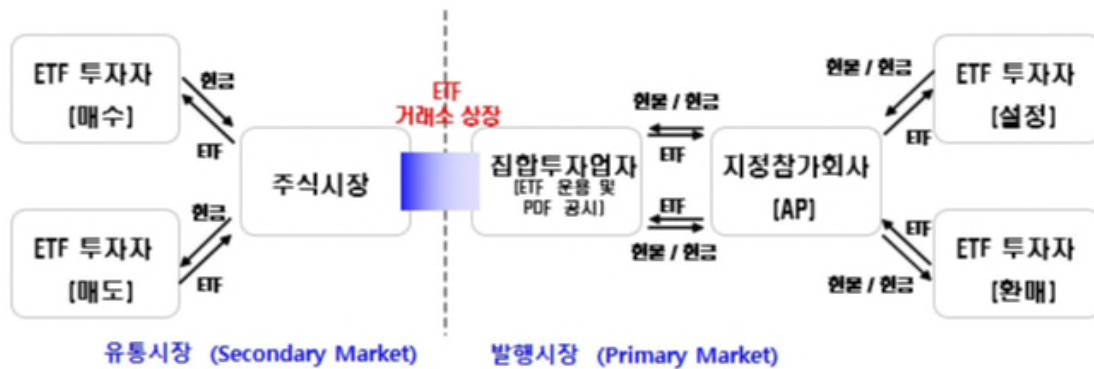 ETF 투자자
[매수]
현금
ETF
ETF 투자자
[매도]
현금
ETF
주식시장
ETF
거래소 상장
집합투자업자
[ETF 운용 및
PDF 공시]
현물 / 현금
ETF
ETF
현물 / 현금
지정참가회사
[AP]
현물 / 현금
ETF
ETF 투자자
[설정]
ETF
현물 / 현금
ETF 투자자
[환매]
유통시장 (Secondary Market)
발행시장 (Primary Market)